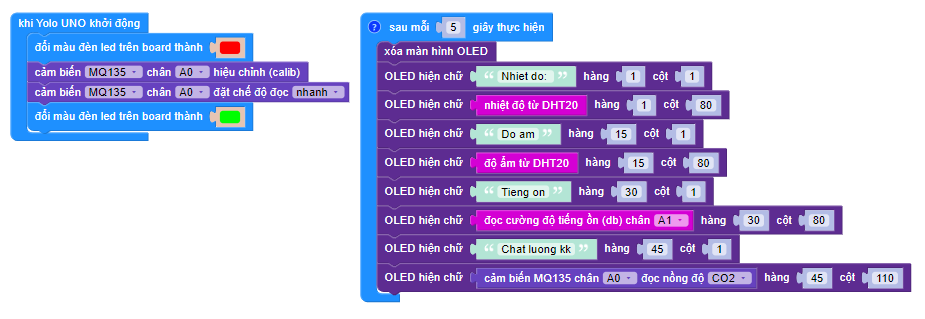 khi Yolo UNO khởi động
đổi màu đèn led trên board thành
cảm biến MQ135 chân A0 hiệu chỉnh (calib)
cảm biến MQ135 chân A0 đặt chế độ đọc nhanh
đổi màu đèn led trên board thành
? sau mỗi 5 giây thực hiện
xóa màn hình OLED
OLED hiện chữ “ Nhiet do: ” hàng 1 cột 1
OLED hiện chữ nhiệt độ từ DHT20 hàng 1 cột 80
OLED hiện chữ “ Do am ” hàng 15 cột 1
OLED hiện chữ độ ẩm từ DHT20 hàng 15 cột 80
OLED hiện chữ “ Tieng on ” hàng 30 cột 1
OLED hiện chữ đọc cường độ tiếng ồn (db) chân A1 hàng 30 cột 80
OLED hiện chữ “ Chat luong kk ” hàng 45 cột 1
OLED hiện chữ cảm biến MQ135 chân A0 đọc nồng độ CO2 hàng 45 cột 110